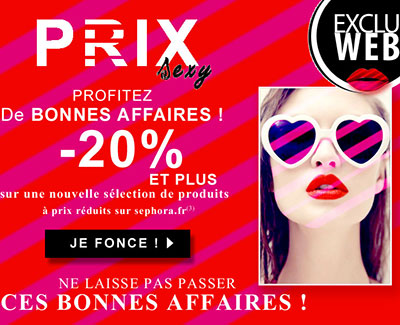 PRIX
Sexy
EXCLU
WEB
PROFITEZ
De BONNES AFFAIRES !
-20%
ET PLUS
sur une nouvelle sélection de produits
à prix réduits sur sephora.fr(3)
JE FONCE !
NE LAISSE PAS PASSER
CES BONNES AFFAIRES !